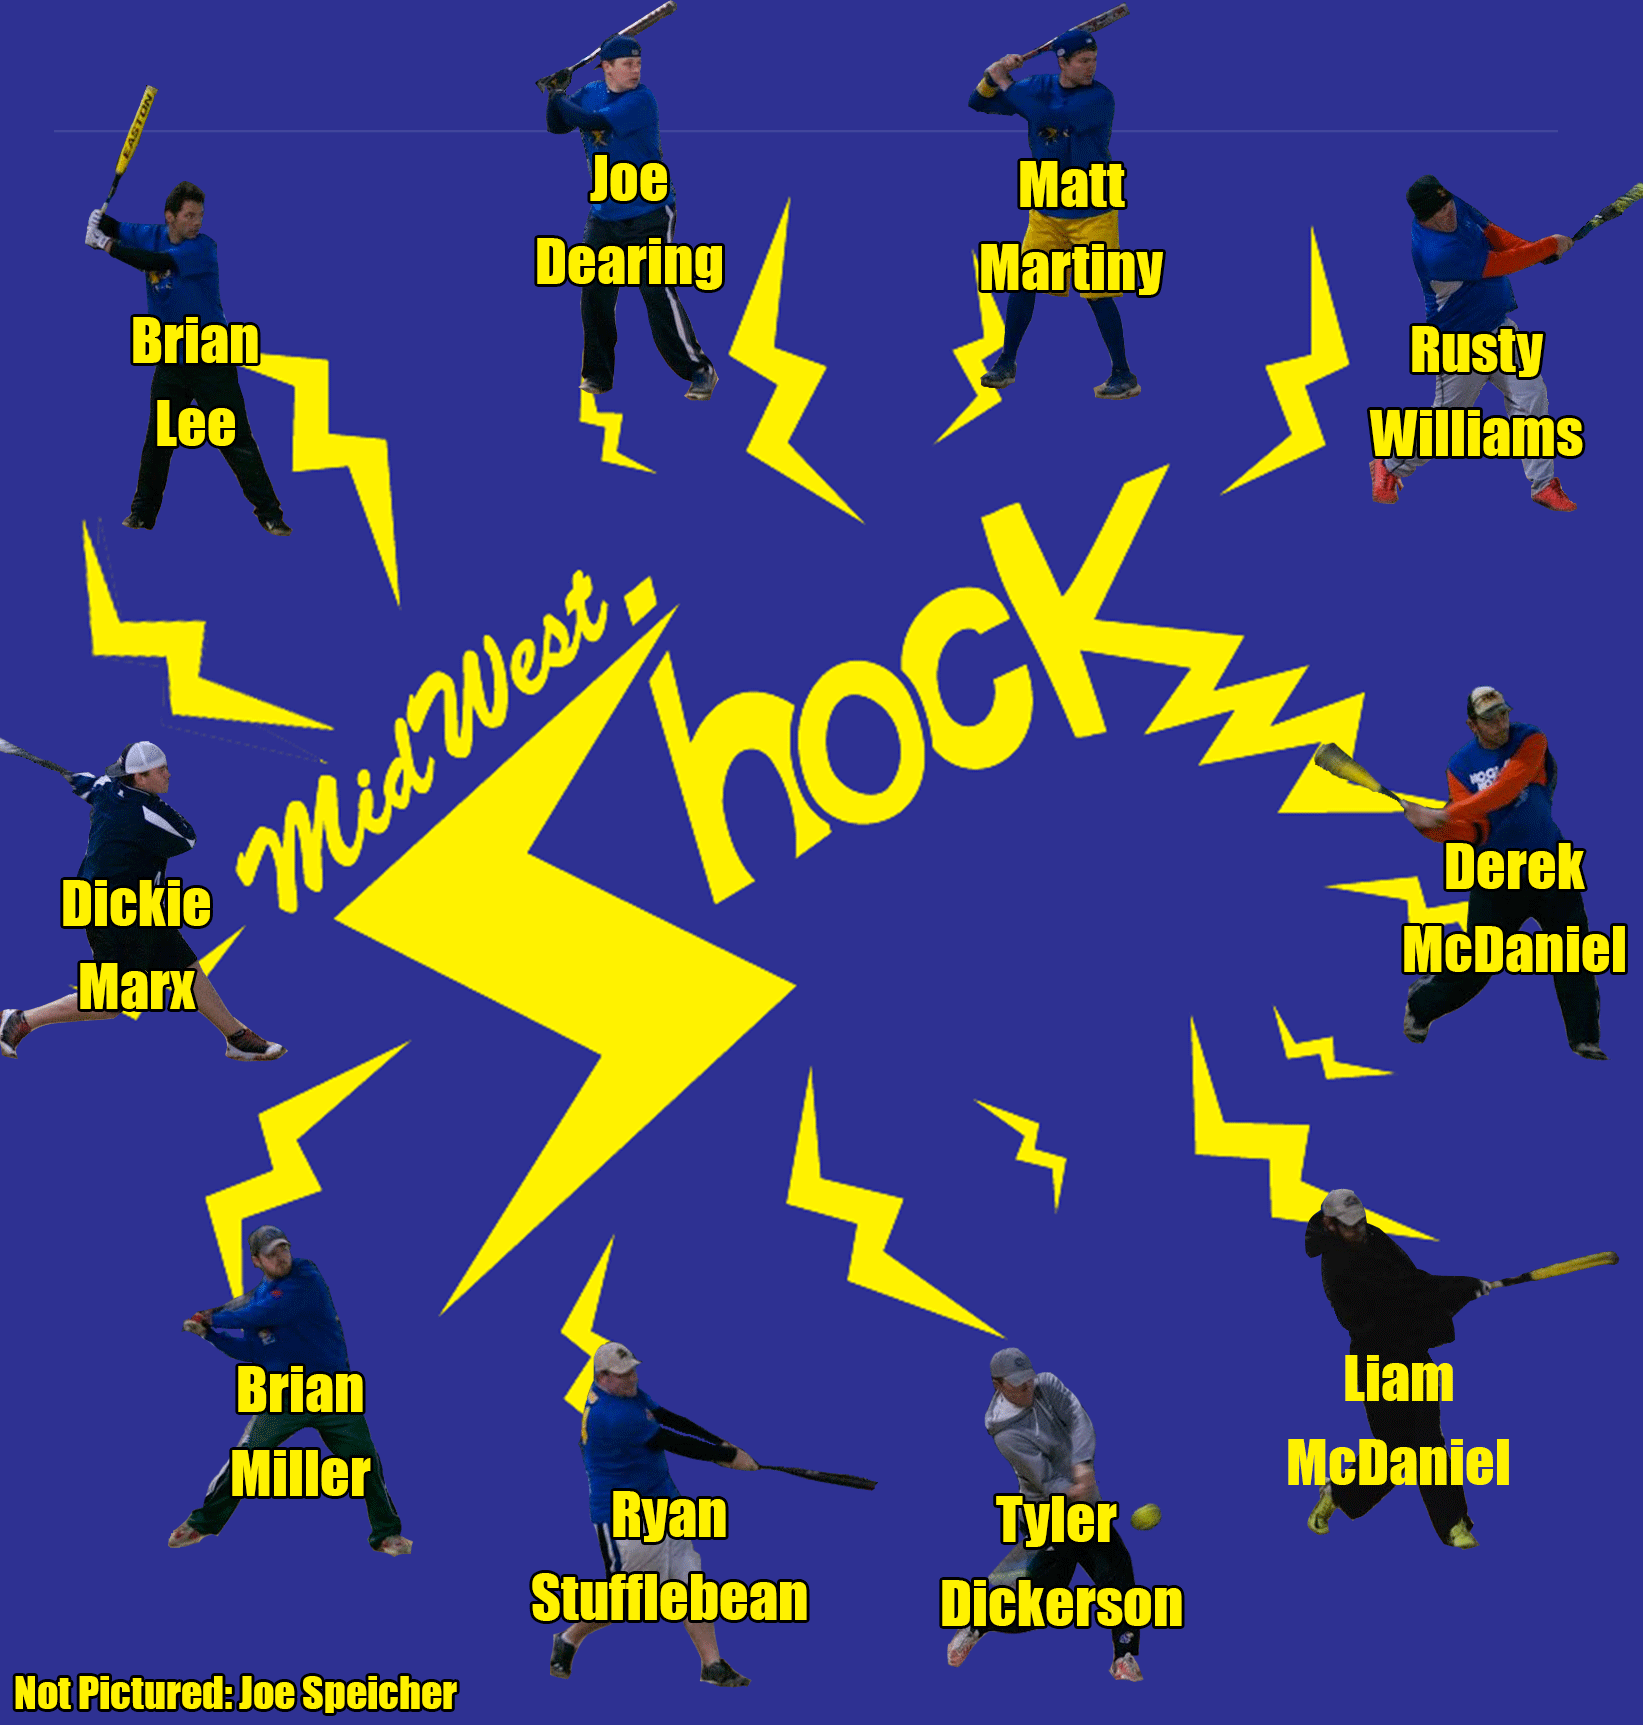 EASTON
Joe
Dearing
Matt
Martiny
Brian
Lee
Rusty
Williams
MidWest
Shock
Dickie
Marx
Derek
McDaniel
Brian
Miller
Liam
McDaniel
Ryan
Stufflebean
Tyler
Dickerson
Not Pictured: Joe Speicher